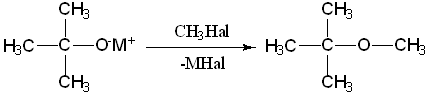 CH3 CH3
H3C C O-M+ CH3Hal H3C C O CH3
-MHal
CH3 CH3